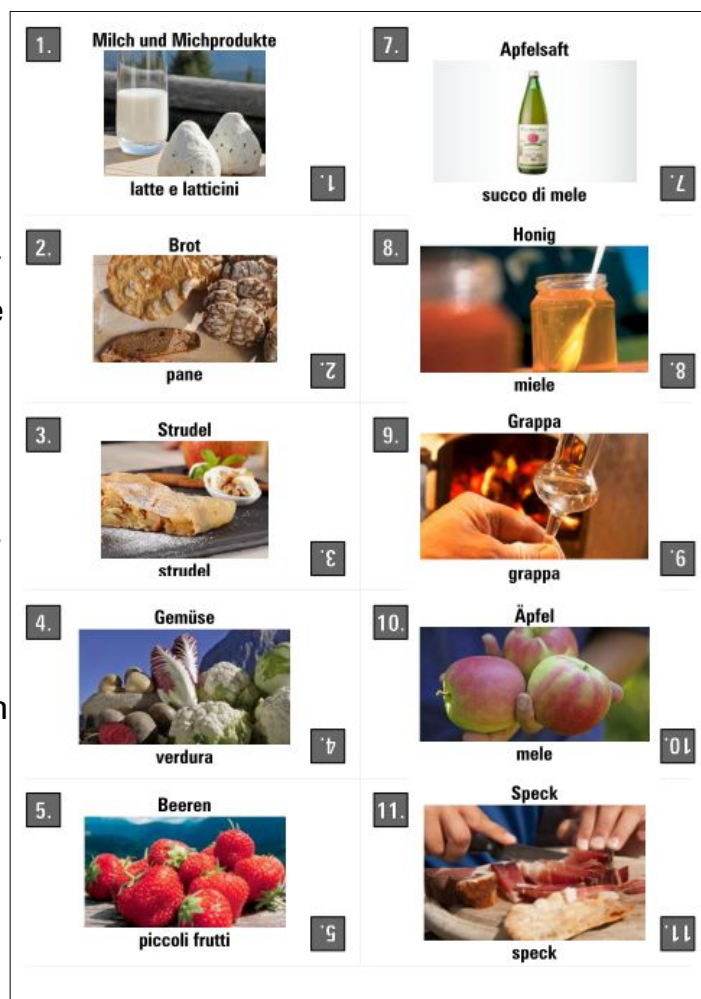 1.
Milch und Michprodukte
latte e latticini
1.
2.
Brot
pane
2.
3.
Strudel
strudel
3.
4.
Gemüse
verdura
4.
5.
Beeren
piccoli frutti
5.
7.
Apfelsaft
succo di mele
7.
8.
Honig
miele
8.
9.
Grappa
grappa
9.
10.
Äpfel
mele
10.
11.
Speck
speck
11.